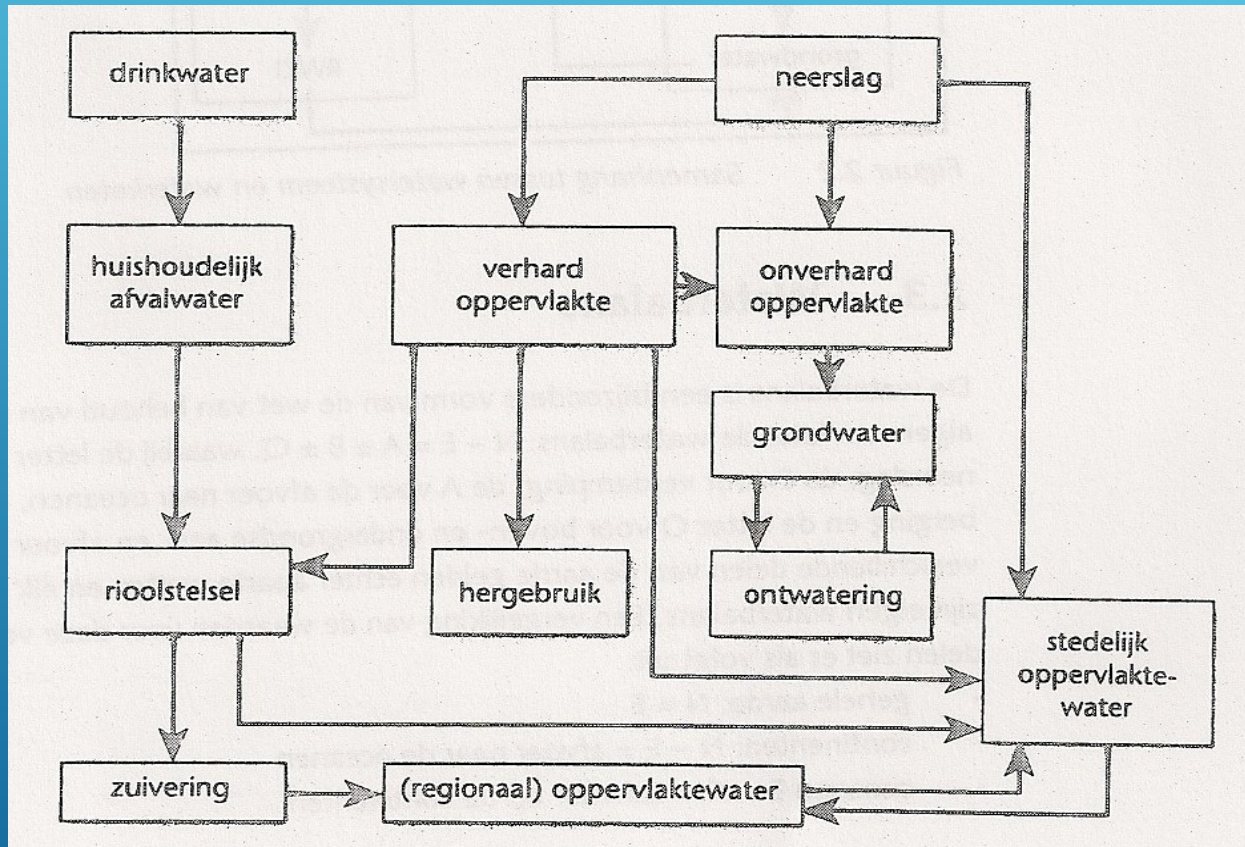 drinkwater
neerslag
huishoudelijk
afvalwater
verhard
oppervlakte
onverhard
oppervlakte
grondwater
rioolstelsel
hergebruik
ontwatering
stedelijk
oppervlakte-
water
zuivering
(regionaal) oppervlaktewater